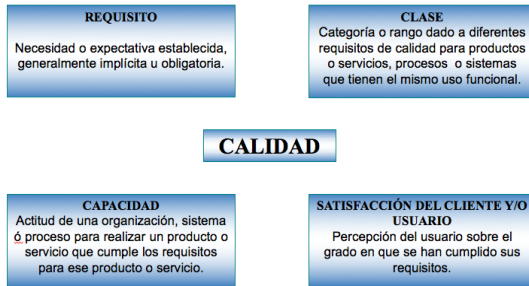 REQUISITO
Necesidad o expectativa establecida,
generalmente implícita u obligatoria.
CLASE
Categoría o rango dado a diferentes
requisitos de calidad para productos
o servicios, procesos o sistemas
que tienen el mismo uso funcional.
CALIDAD
CAPACIDAD
Actitud de una organización, sistema
ó proceso para realizar un producto o
servicio que cumple los requisitos
para ese producto o servicio.
SATISFACCIÓN DEL CLIENTE Y/O
USUARIO
Percepción del usuario sobre el
grado en que se han cumplido sus
requisitos.